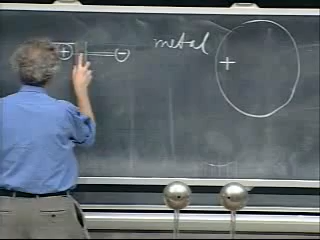 ⊕ ⊖ metal
+